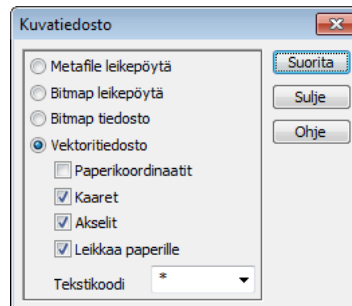 Kuvatiedosto
Metafile leikepöytä
Bitmap leikepöytä
Bitmap tiedosto
Vektoritiedosto
Paperikoordinaatit
Kaaret
Akselit
Leikkaa paperille
Tekstikoodi *
Suorita
Sulje
Ohje